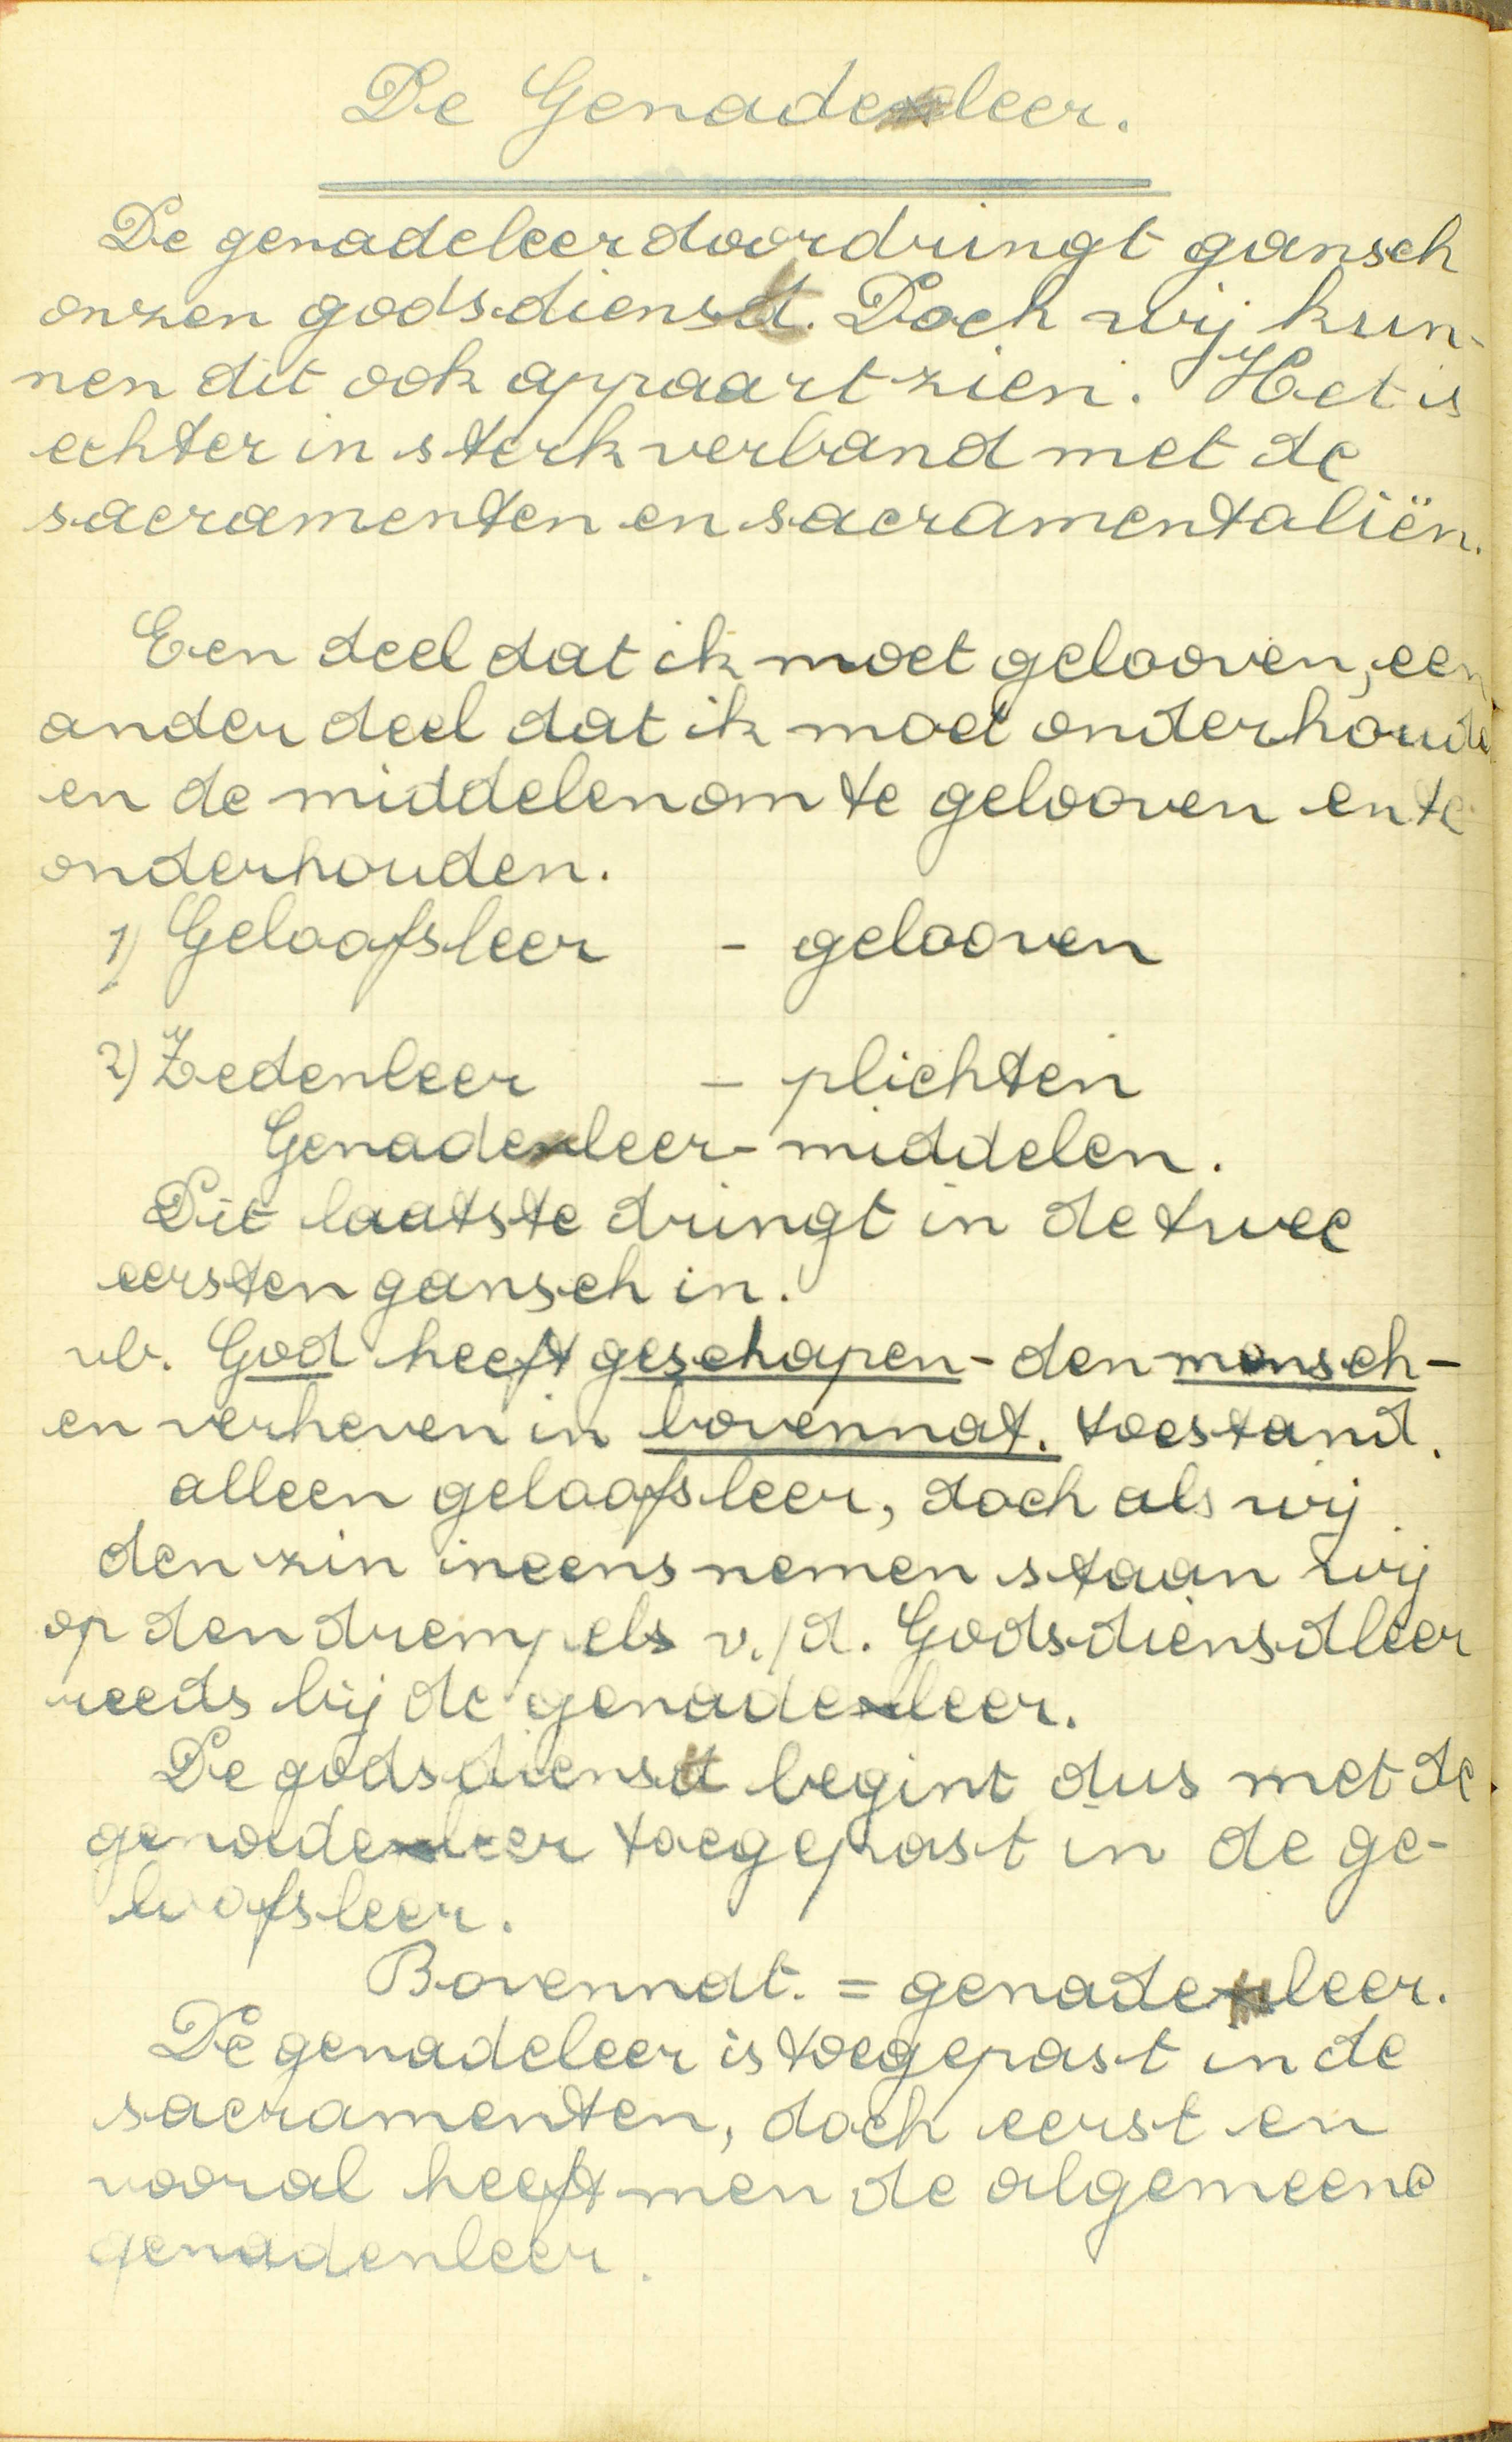 De Genadeleer.
De genadeleer doordringt gansch
onzen godsdienst. Doch wij kun-
nen dit ook appaart zien. Het is
echter in sterk verband met de
sacramenten en sacramentaliën.
Een deel dat ik moet gelooven, een
ander deel dat ik moet onderhoude
en de middelen om te gelooven en te
onderhouden.
1) Geloofsleer - gelooven
2) Zedenleer - plichten
Genadeleer - middelen.
Dit laatste dringt in de twee
eersten gansch in.
vb. God heeft geschapen - den mensch -
en verheven in bovennat. toestand.
alleen geloofsleer, doch als wij
den zin ineens nemen staan wij
op den drempels v./d. Godsdienstleer
reeds bij de genadeleer.
De godsdienst begint dus met de
genadeleer toegepast in de ge-
loofsleer.
Bovennat. = genadeleer.
De genadeleer is toegepast in de
sacramenten, doch eerst en
vooral heeft men de algemeene
genadenleer.